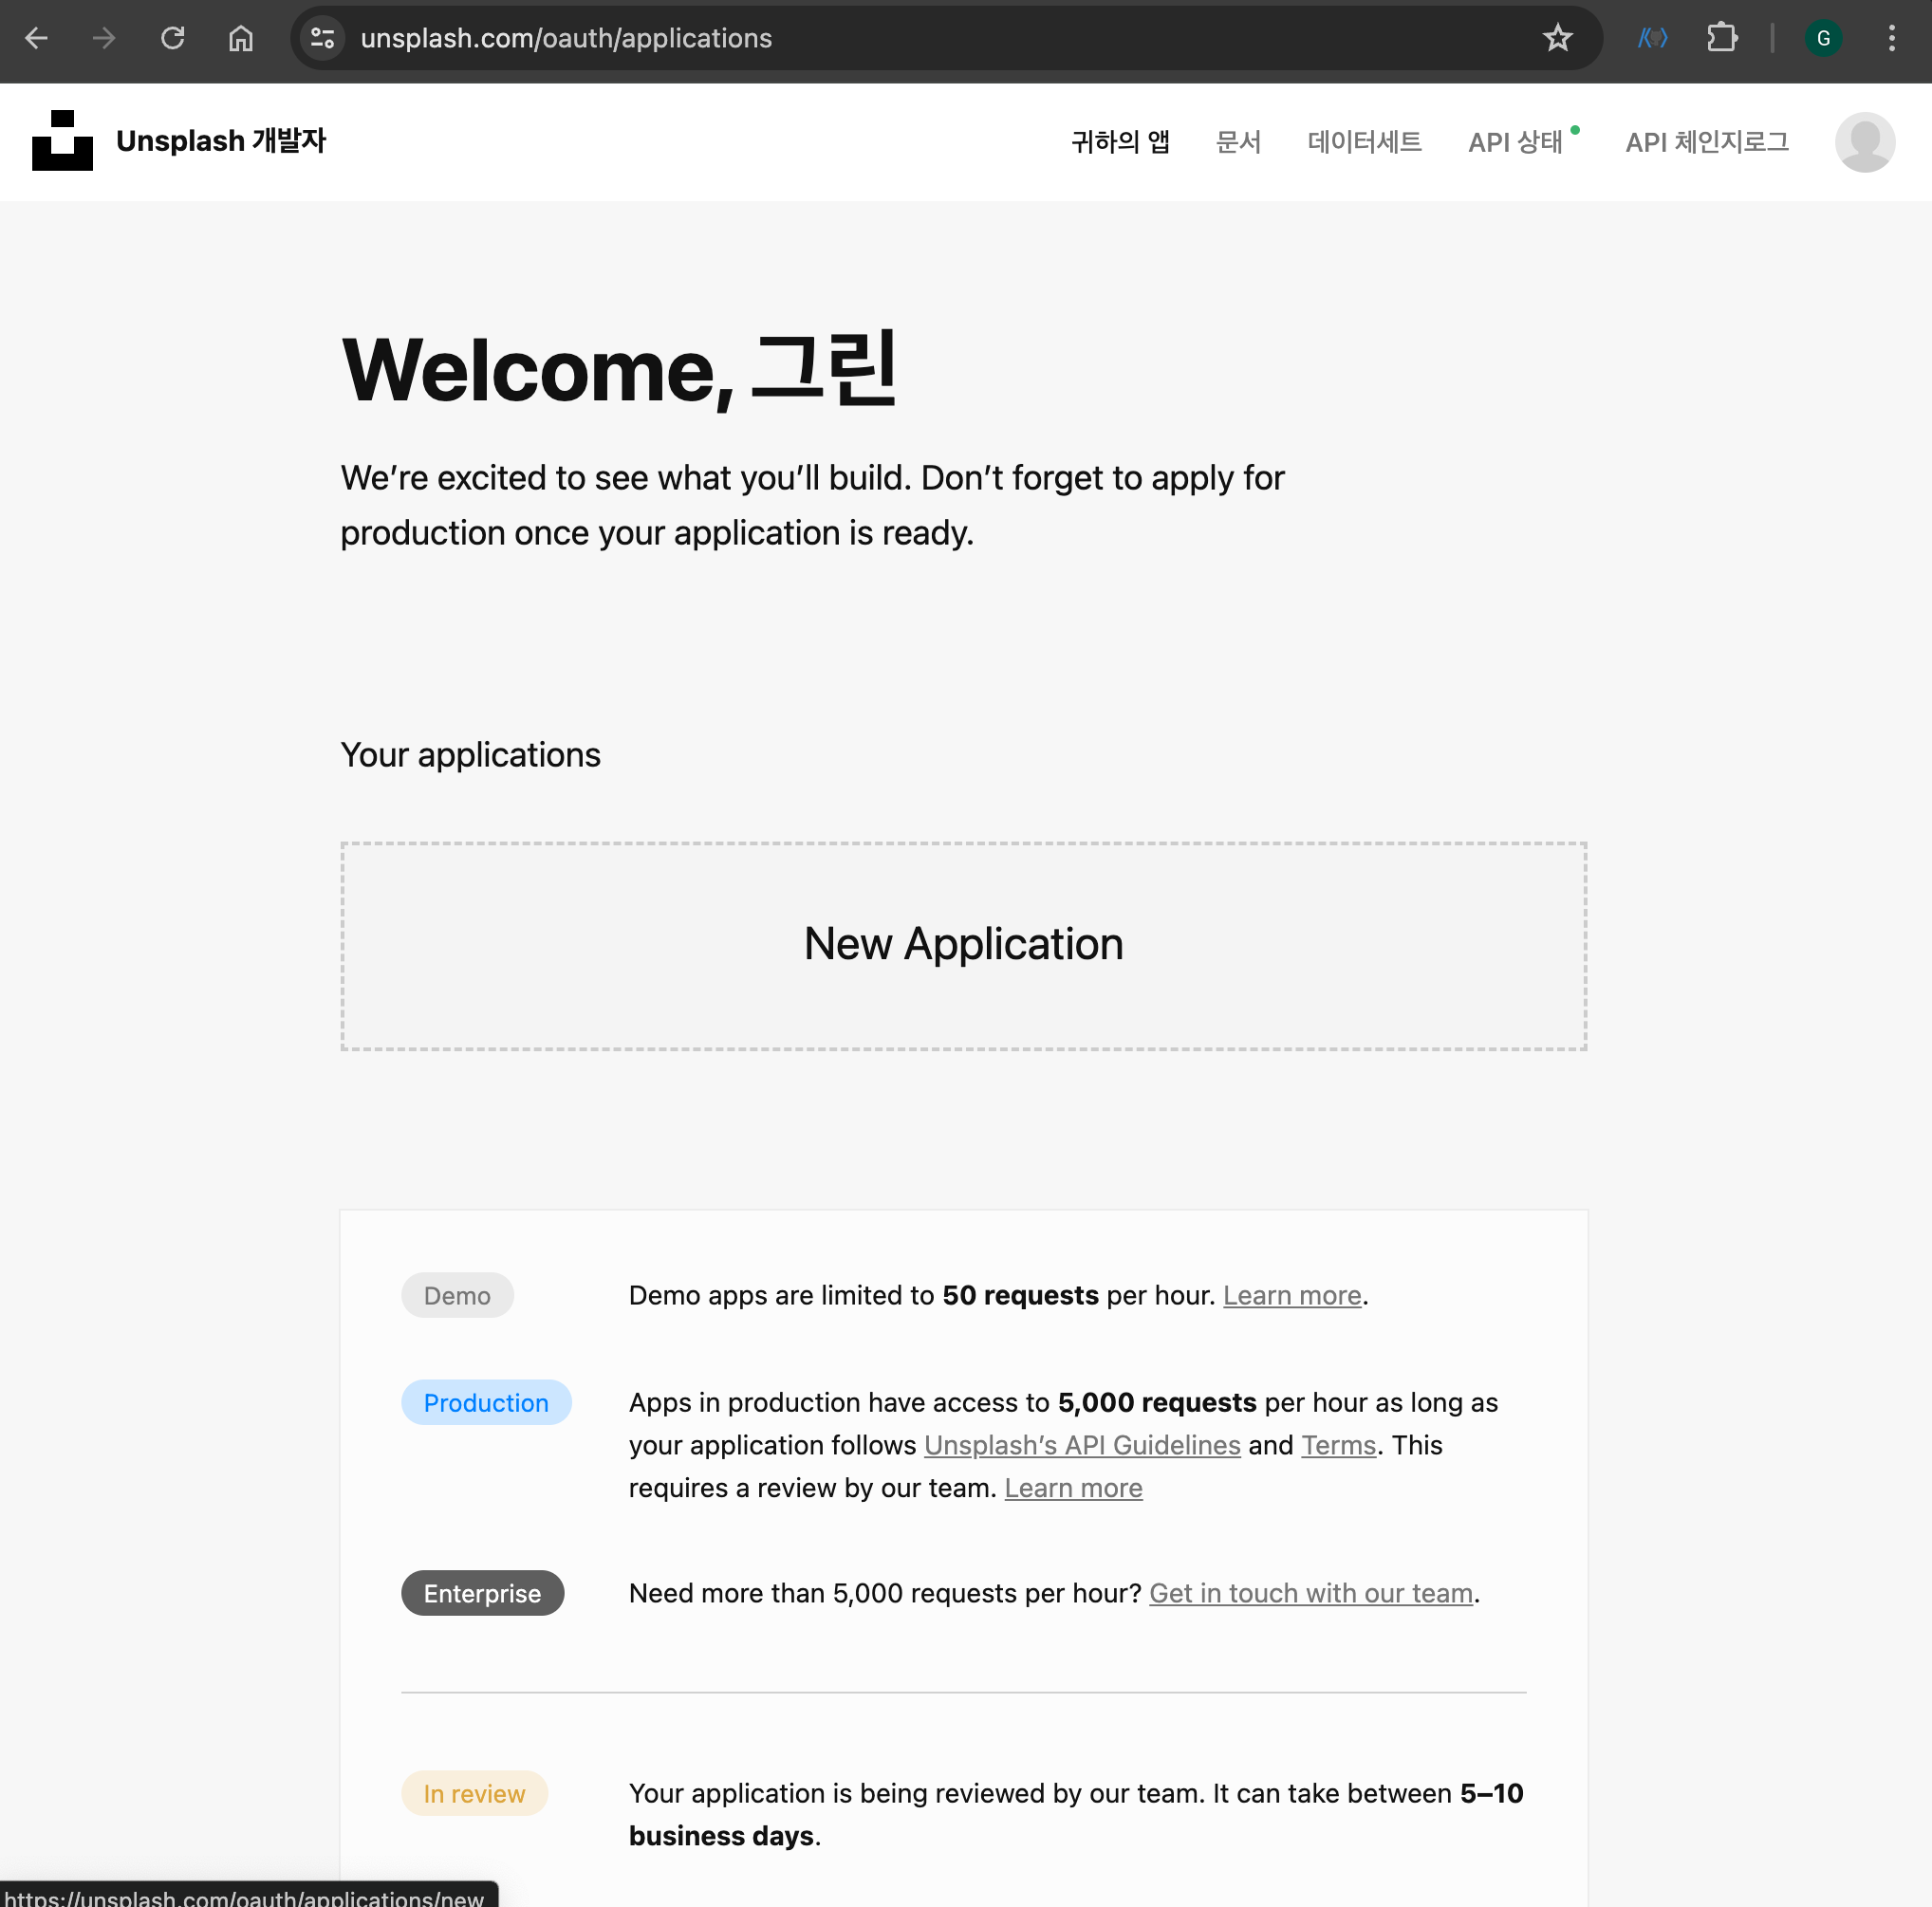 unsplash.com/oauth/applications
G
Unsplash 개발자
귀하의 앱
문서
데이터세트
API 상태
API 체인지로그
Welcome, 그린
We’re excited to see what you’ll build. Don’t forget to apply for
production once your application is ready.
Your applications
New Application
Demo
Demo apps are limited to 50 requests per hour. Learn more.
Production
Apps in production have access to 5,000 requests per hour as long as
your application follows Unsplash’s API Guidelines and Terms. This
requires a review by our team. Learn more
Enterprise
Need more than 5,000 requests per hour? Get in touch with our team.
In review
Your application is being reviewed by our team. It can take between 5–10
business days.
https://unsplash.com/oauth/applications/new